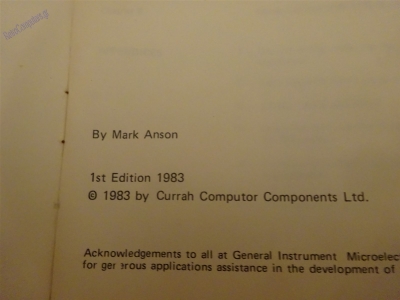 By Mark Anson
1st Edition 1983
© 1983 by Currah Computor Components Ltd.
Acknowledgements to all at General Instrument Microelec
for generous applications assistance in the development of